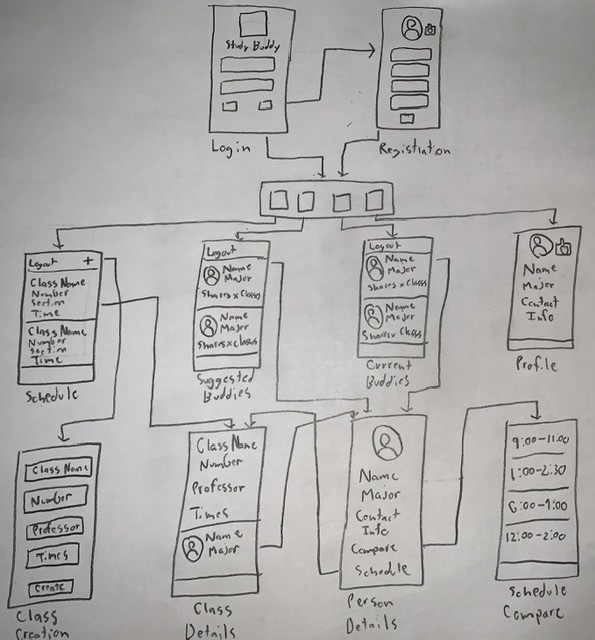 Study Buddy
Login
Registration
Logout +
Class Name
Number
Section
Time
Class Name
Number
Section
Time
Schedule
Logout
Name
Major
Shares x Classes
Name
Major
Shares x classes
Suggested
Buddies
Logout
Name
Major
Shares x Class
Name
Major
Shares x Class
Current
Buddies
Name
Major
Contact
Info
Profile
Class Name
Number
Professor
Times
Create
Class
Creation
Class Name
Number
Professor
Times
Name
Major
Class
Details
Name
Major
Contact
Info
Compare
Schedule
Person
Details
9:00-11:00
1:00-2:30
6:00-9:00
12:00-2:00
Schedule
Compare